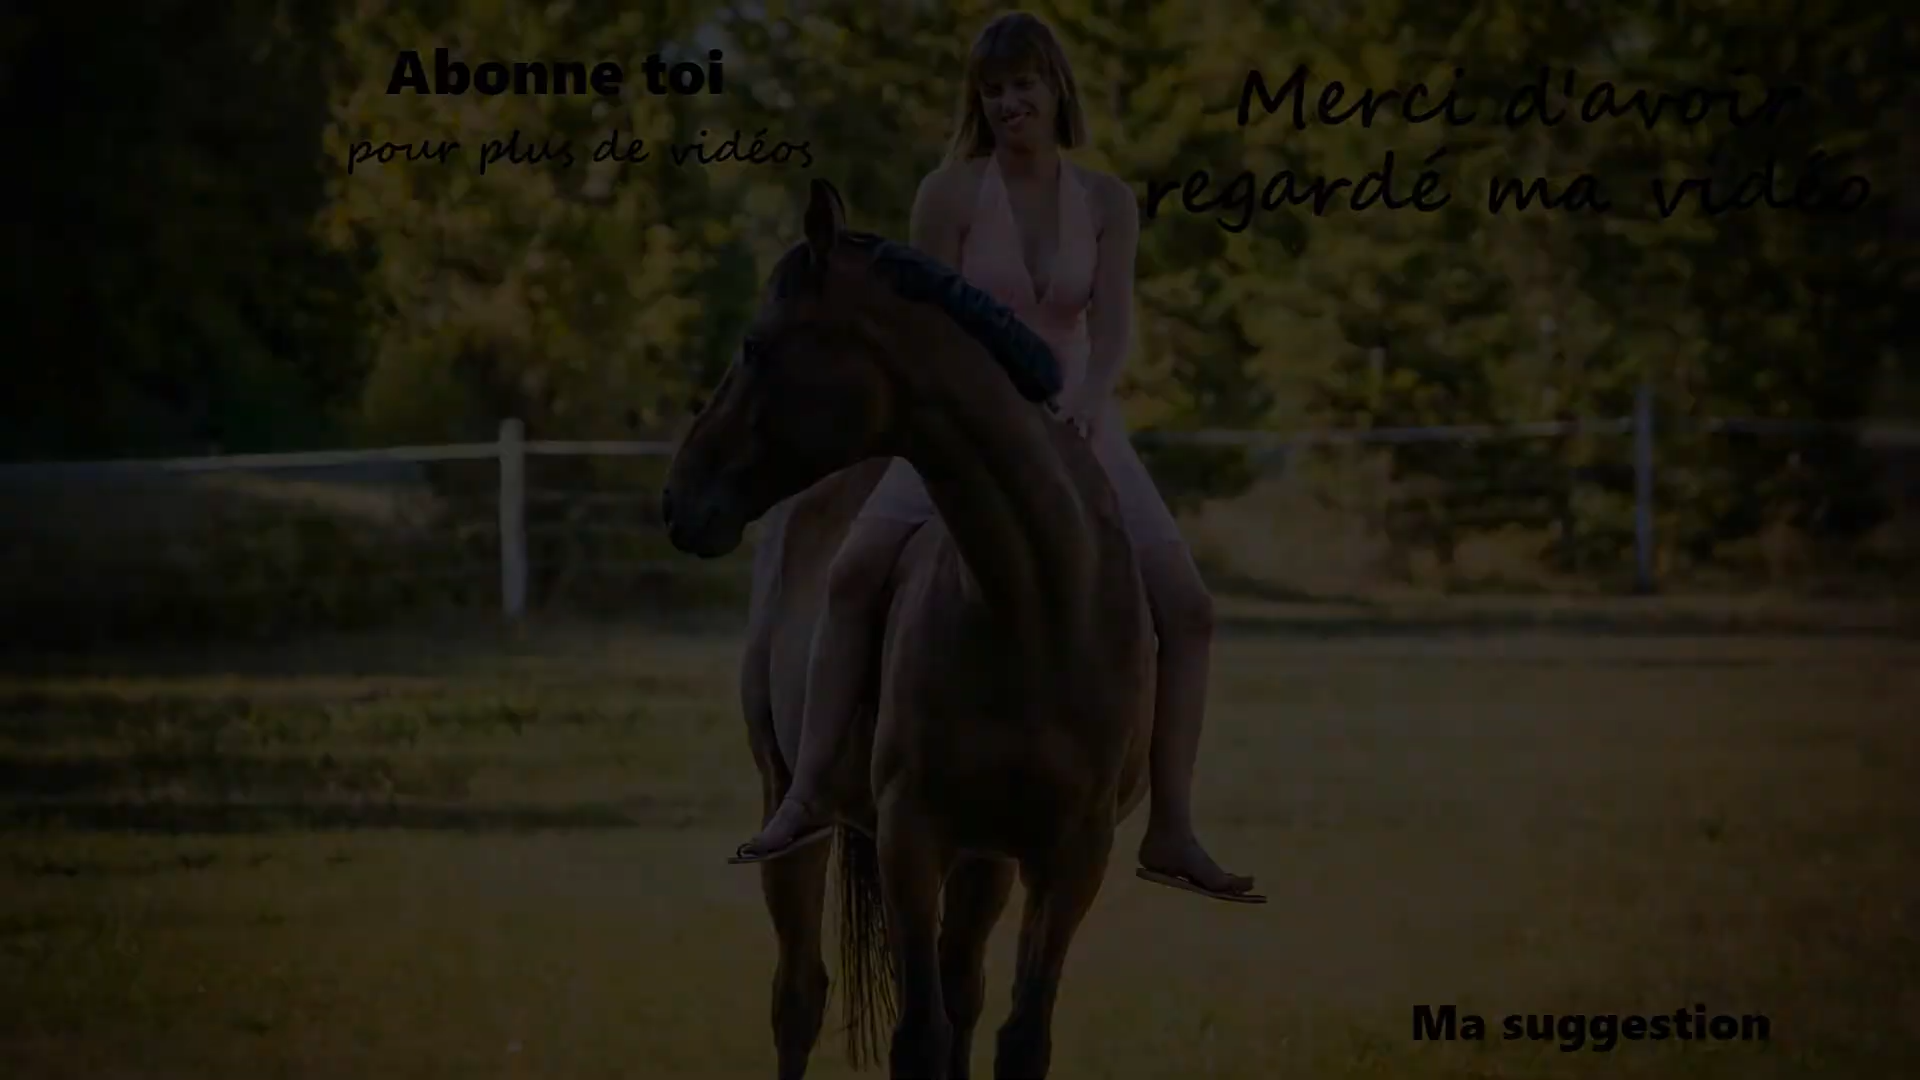 Abonne toi
pour plus de vidéos
Merci d'avoir
regardé ma vidéo
Ma suggestion